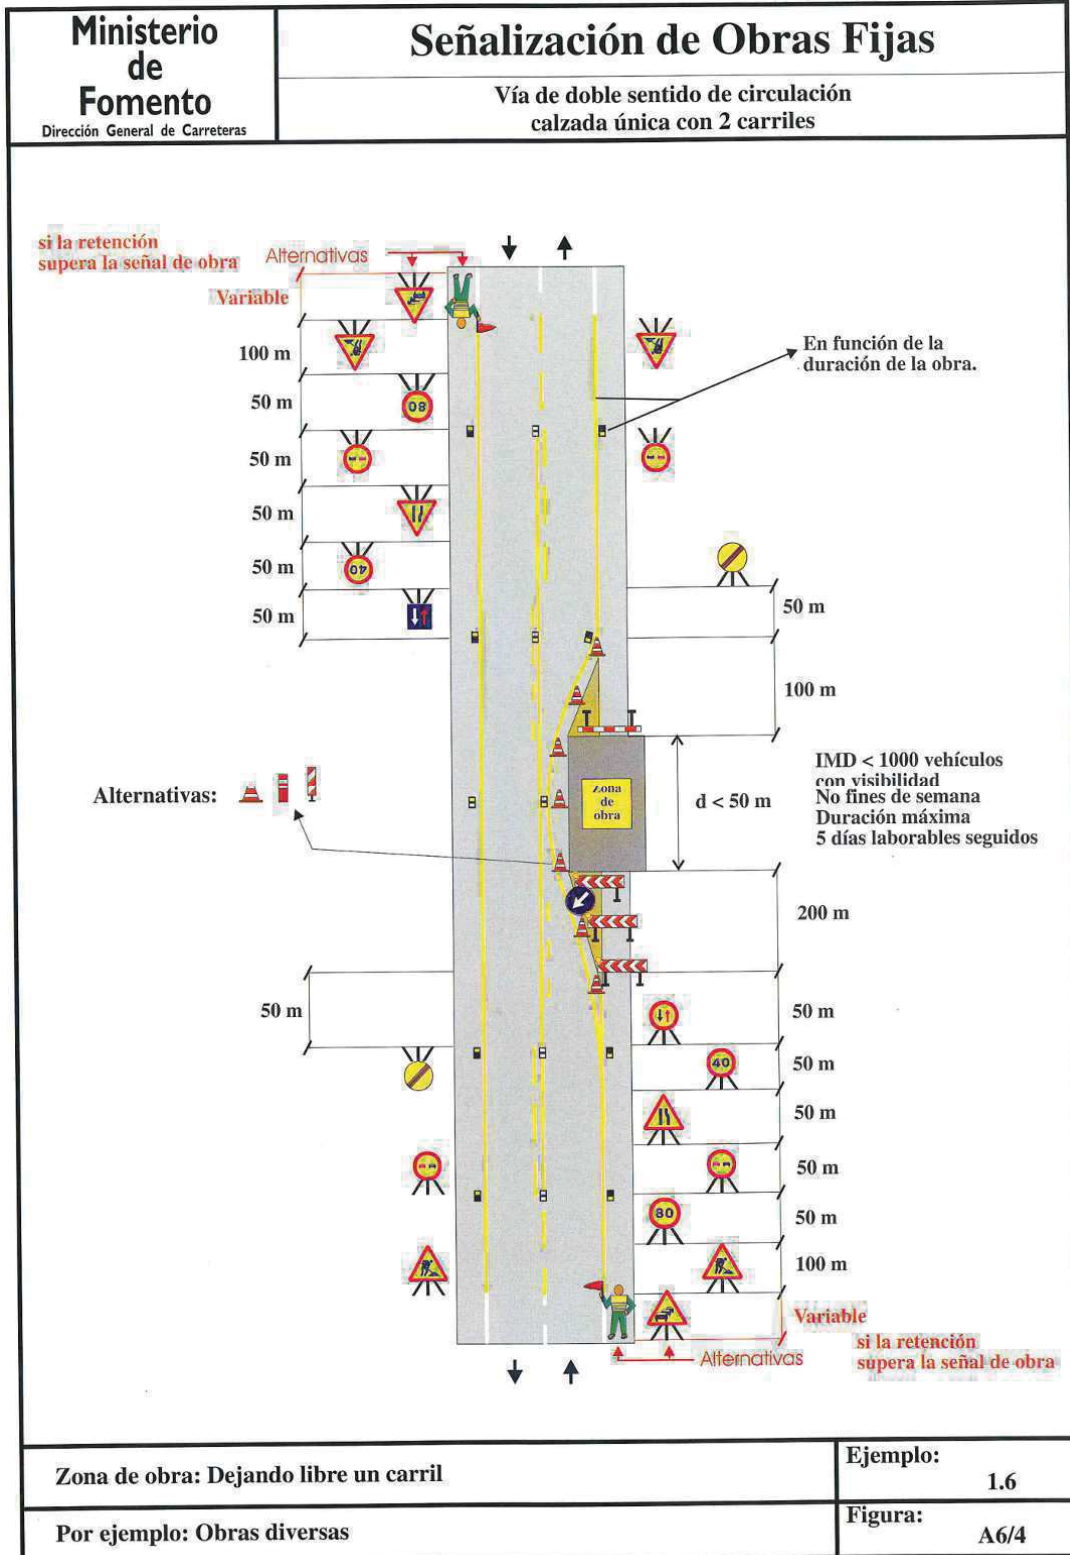 Ministerio
de
Fomento
Dirección General de Carreteras
Señalización de Obras Fijas
Vía de doble sentido de circulación
calzada única con 2 carriles
si la retención
supera la señal de obra
Alternativas
Variable
100 m
50 m
80
50 m
50 m
50 m
40
50 m
En función de la
duración de la obra.
50 m
100 m
Alternativas:
Zona
de
obra
d < 50 m
IMD < 1000 vehículos
con visibilidad
No fines de semana
Duración máxima
5 días laborables seguidos
200 m
50 m
50 m
40
50 m
50 m
50 m
80
50 m
100 m
Variable
si la retención
supera la señal de obra
Alternativas
Zona de obra: Dejando libre un carril
Ejemplo:
1.6
Por ejemplo: Obras diversas
Figura:
A6/4